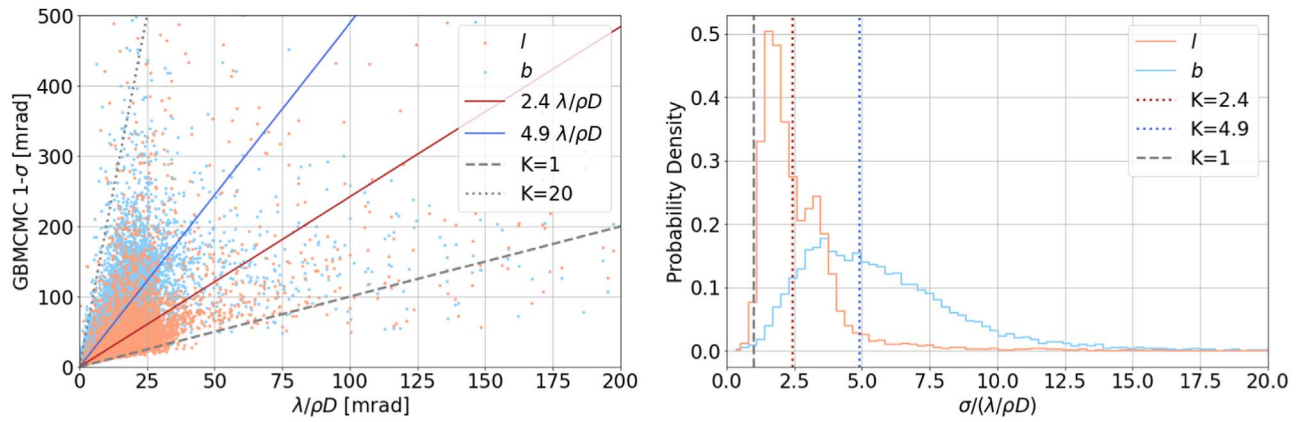 500
400
300
200
100
0
GBMCMC 1-σ [mrad]
0 25 50 75 100 125 150 175 200
λ/ρD [mrad]
l
b
2.4 λ/ρD
4.9 λ/ρD
K=1
K=20
0.5
0.4
0.3
0.2
0.1
0.0
Probability Density
0.0 2.5 5.0 7.5 10.0 12.5 15.0 17.5 20.0
σ/(λ/ρD)
l
b
K=2.4
K=4.9
K=1